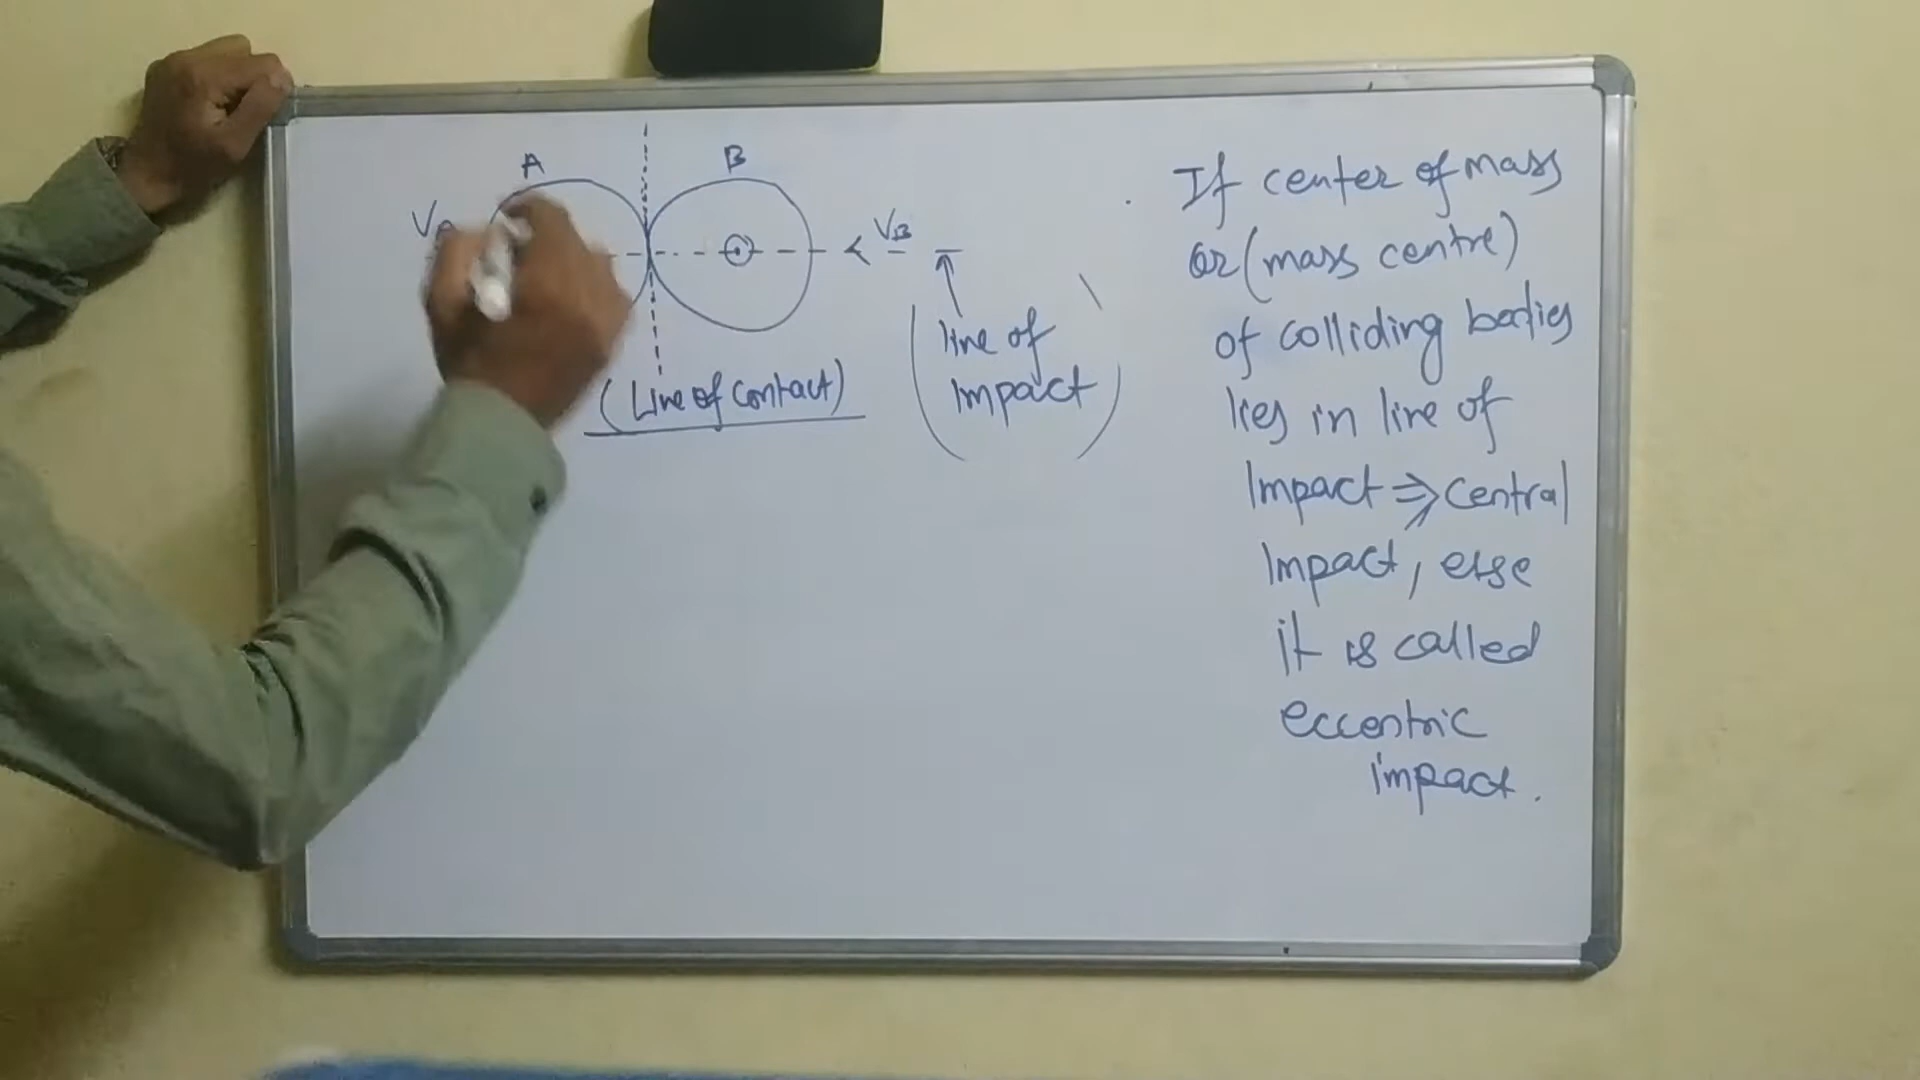 A
B
VA
VB
(Line of contact)
line of
Impact
If center of mass
or (mass centre)
of colliding bodies
lies in line of
Impact ⇒ central
Impact, else
it is called
eccentric
impact.